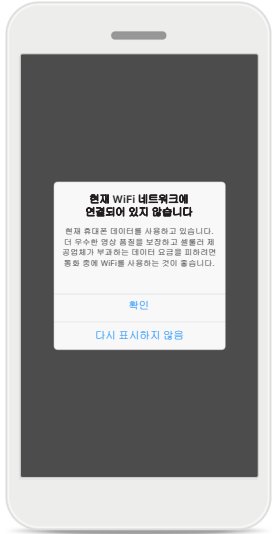 현재 WiFi 네트워크에
연결되어 있지 않습니다
현재 휴대폰 데이터를 사용하고 있습니다.
더 우수한 영상 품질을 보장하고 셀룰러 제
공업체가 부과하는 데이터 요금을 피하려면
통화 중에 WiFi를 사용하는 것이 좋습니다.
확인
다시 표시하지 않음